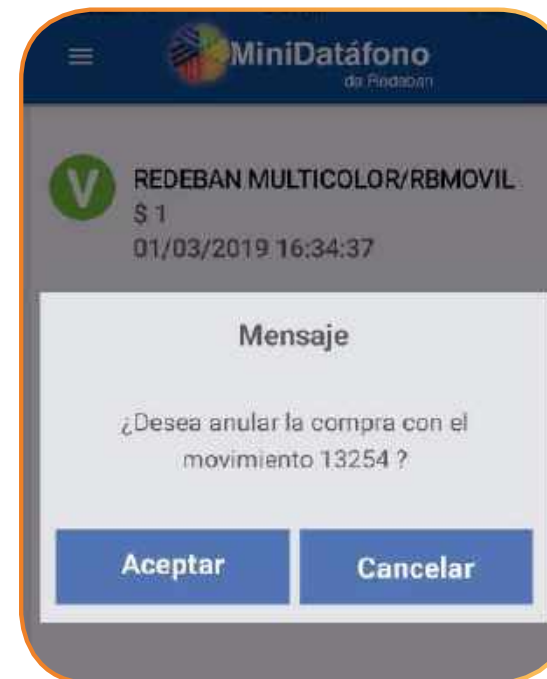 MiniDatáfono
de Redeban
V
REDEBAN MULTICOLOR/RBMOVIL
$ 1
01/03/2019 16:34:37
Mensaje
¿Desea anular la compra con el
movimiento 13254 ?
Aceptar
Cancelar